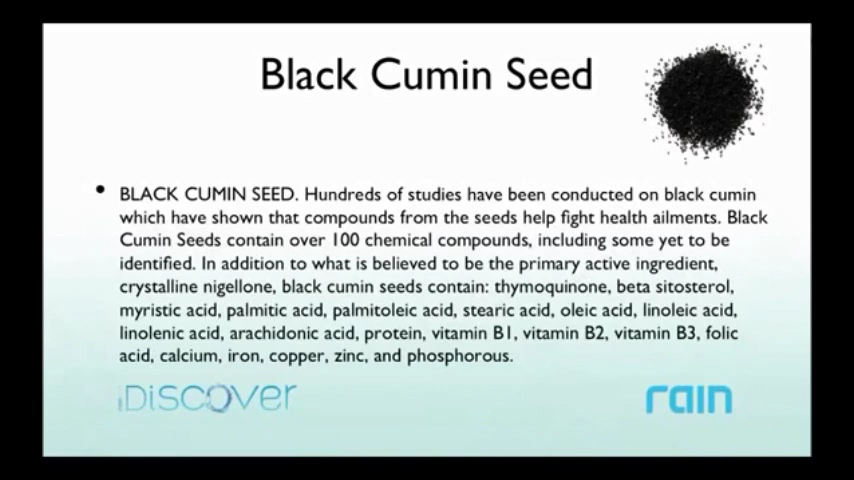 Black Cumin Seed
• BLACK CUMIN SEED. Hundreds of studies have been conducted on black cumin
which have shown that compounds from the seeds help fight health ailments. Black
Cumin Seeds contain over 100 chemical compounds, including some yet to be
identified. In addition to what is believed to be the primary active ingredient,
crystalline nigellone, black cumin seeds contain: thymoquinone, beta sitosterol,
myristic acid, palmitic acid, palmitoleic acid, stearic acid, oleic acid, linoleic acid,
linolenic acid, arachidonic acid, protein, vitamin B1, vitamin B2, vitamin B3, folic
acid, calcium, iron, copper, zinc, and phosphorous.
iDiscover
rain